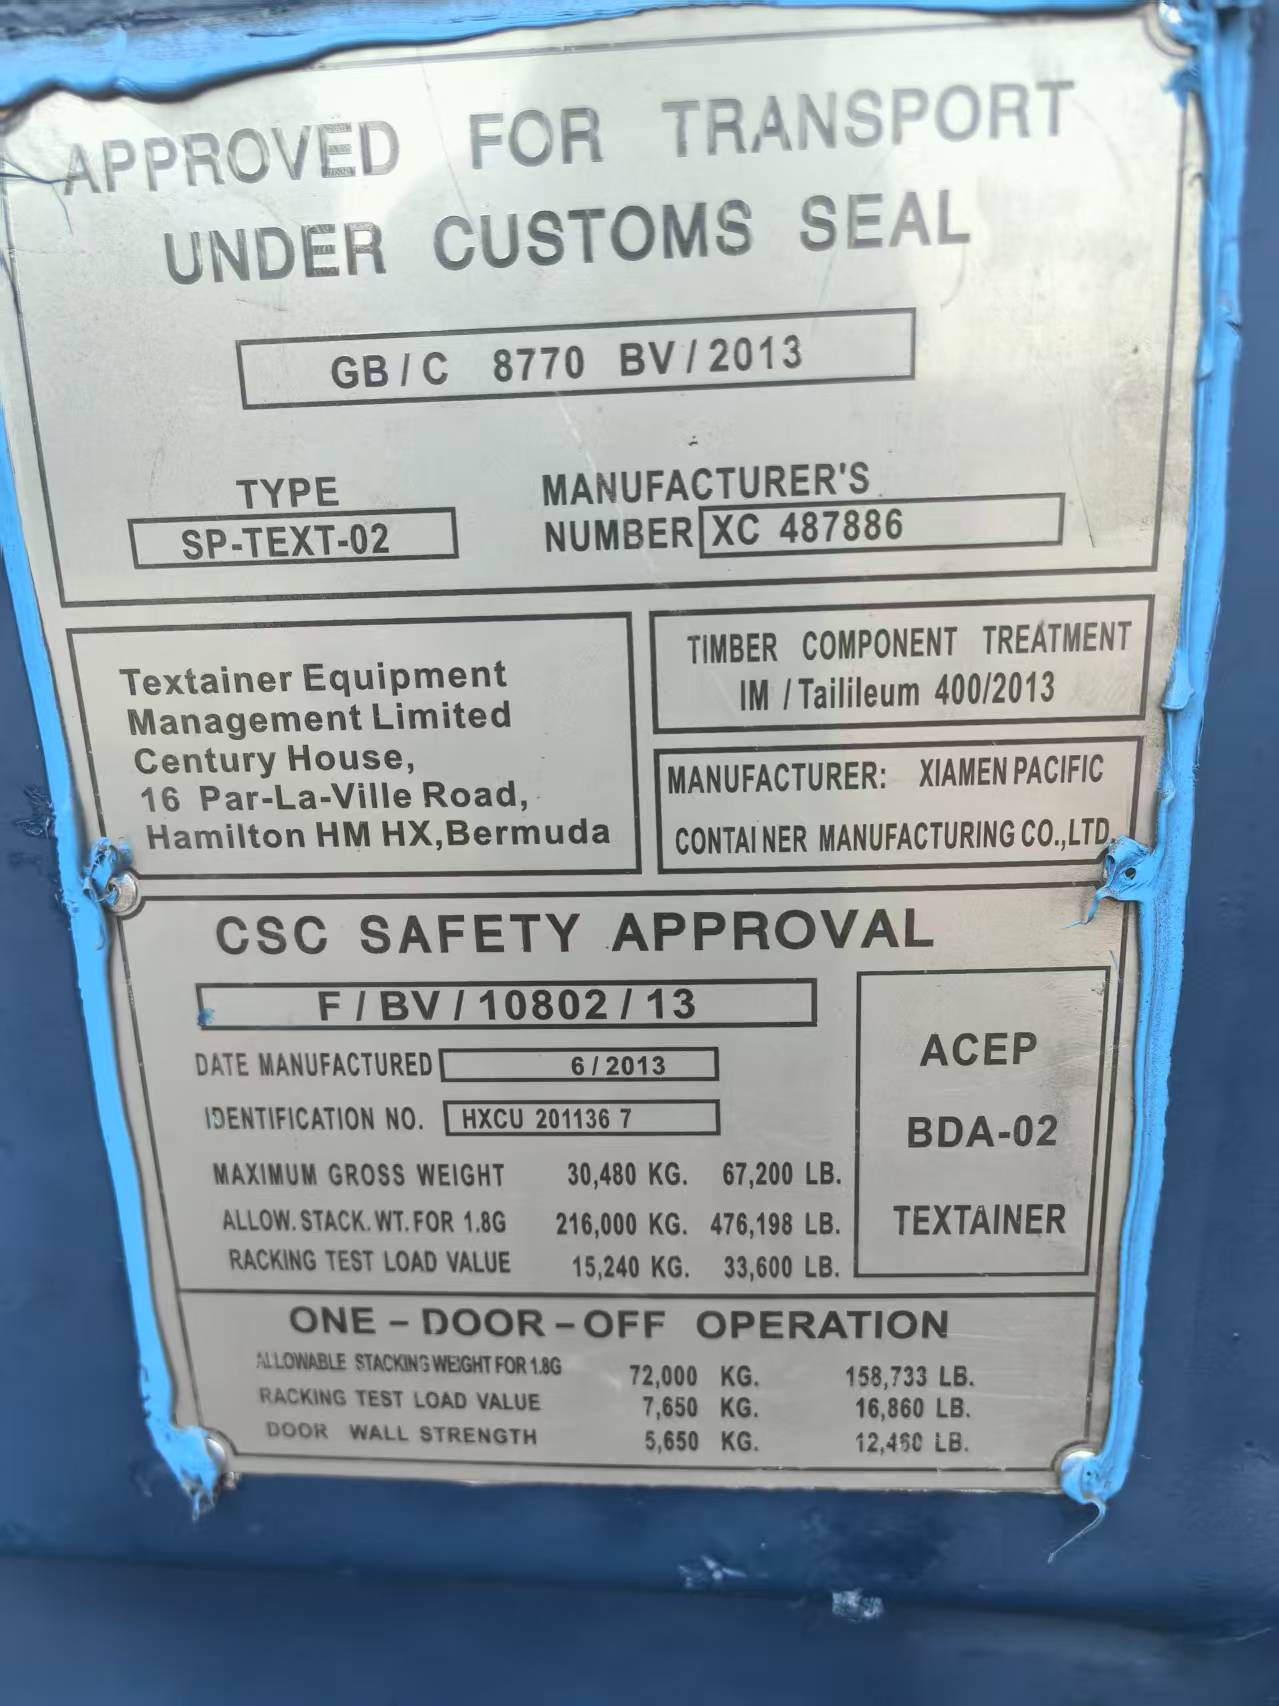 APPROVED FOR TRANSPORT
UNDER CUSTOMS SEAL
GB/C 8770 BV/2013
TYPE
SP-TEXT-02
MANUFACTURER'S
NUMBER XC 487886
Textainer Equipment
Management Limited
Century House,
16 Par-La-Ville Road,
Hamilton HM HX,Bermuda
TIMBER COMPONENT TREATMENT
IM / Tailileum 400/2013
MANUFACTURER: XIAMEN PACIFIC
CONTAINER MANUFACTURING CO.,LTD.
CSC SAFETY APPROVAL
F/BV/10802/13
DATE MANUFACTURED 6/2013
IDENTIFICATION NO. HXCU 201136 7
MAXIMUM GROSS WEIGHT 30,480 KG. 67,200 LB.
ALLOW.STACK.WT.FOR 1.8G 216,000 KG. 476,198 LB.
RACKING TEST LOAD VALUE 15,240 KG. 33,600 LB.
ACEP
BDA-02
TEXTAINER
ONE-DOOR-OFF OPERATION
ALLOWABLE STACKING WEIGHT FOR 1.8G 72,000 KG. 158,733 LB.
RACKING TEST LOAD VALUE 7,650 KG. 16,860 LB.
DOOR WALL STRENGTH 5,650 KG. 12,460 LB.